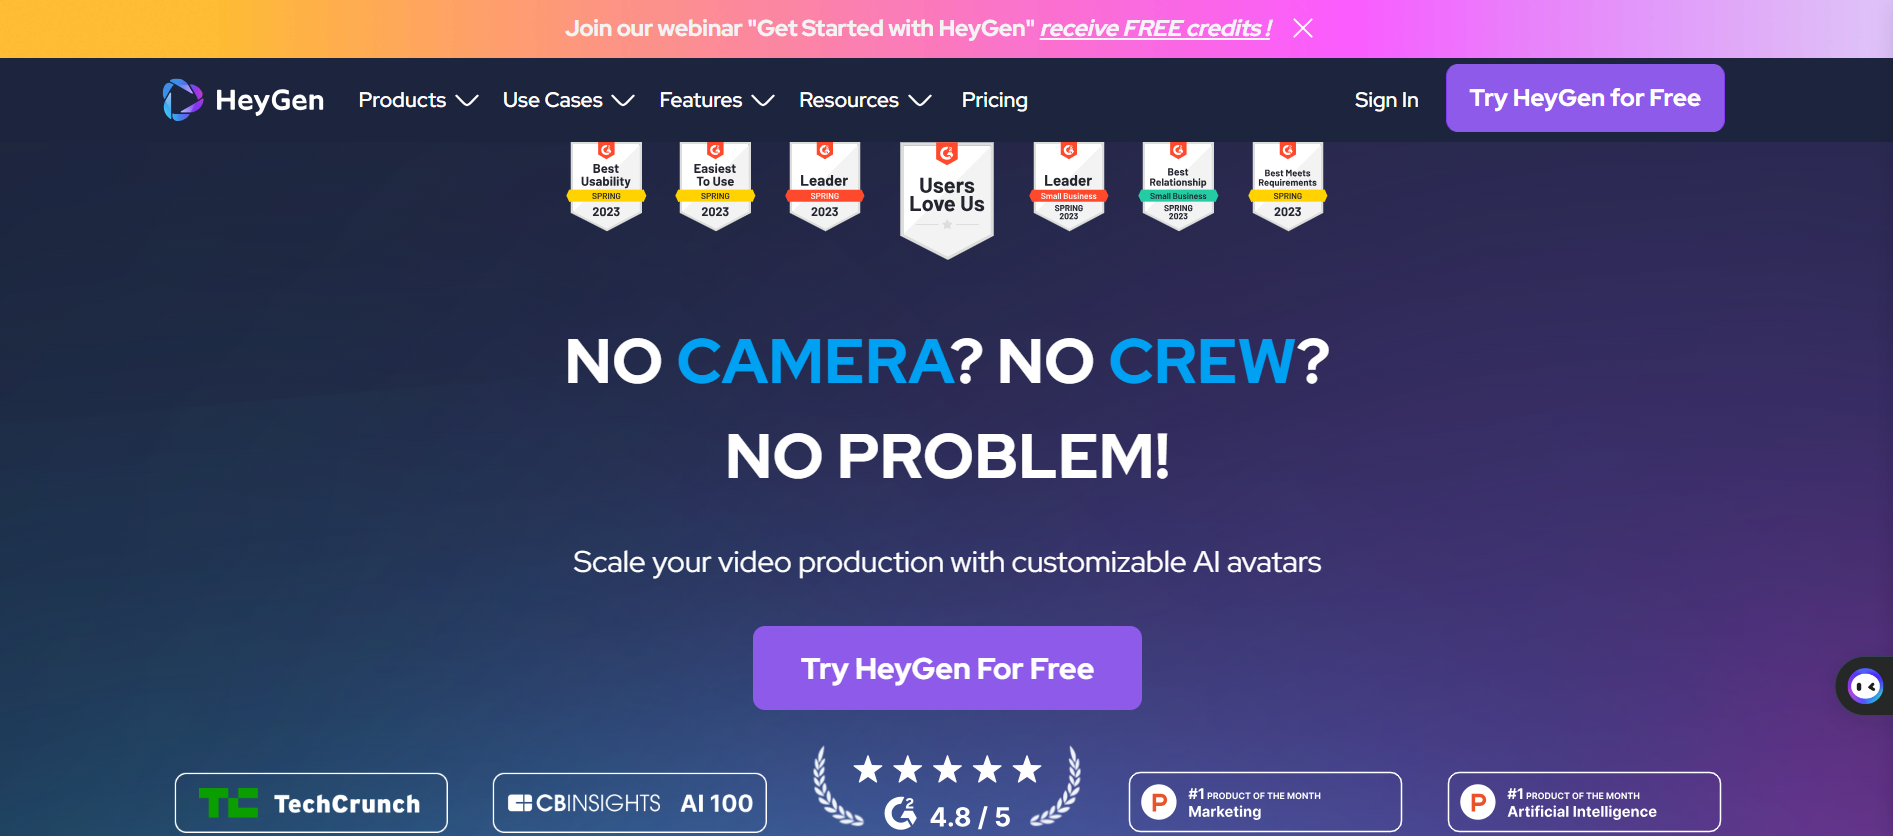 Join our webinar "Get Started with HeyGen" receive FREE credits !
HeyGen Products Use Cases Features Resources Pricing Sign In Try HeyGen for Free
Best Usability SPRING 2023
Easiest To Use SPRING 2023
Leader SPRING 2023
Users Love Us
Leader Small Business SPRING 2023
Best Relationship Small Business SPRING 2023
Best Meets Requirements SPRING 2023
NO CAMERA? NO CREW?
NO PROBLEM!
Scale your video production with customizable AI avatars
Try HeyGen For Free
TC TechCrunch
CBINSIGHTS AI 100
G2 4.8 / 5
P #1 PRODUCT OF THE MONTH
Marketing
P #1 PRODUCT OF THE MONTH
Artificial Intelligence